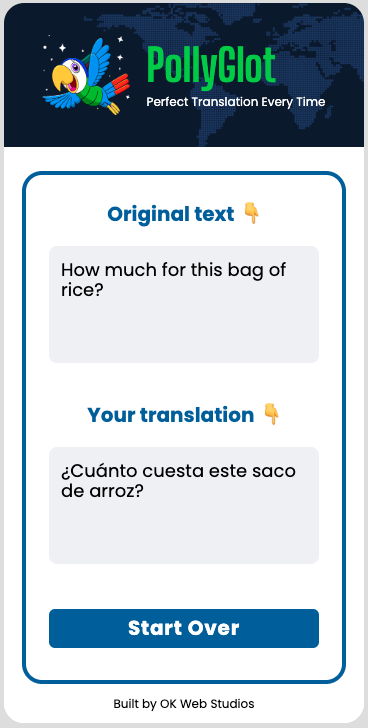 PollyGlot
Perfect Translation Every Time
Original text 👇
How much for this bag of
rice?
Your translation 👇
¿Cuánto cuesta este saco
de arroz?
Start Over
Built by OK Web Studios